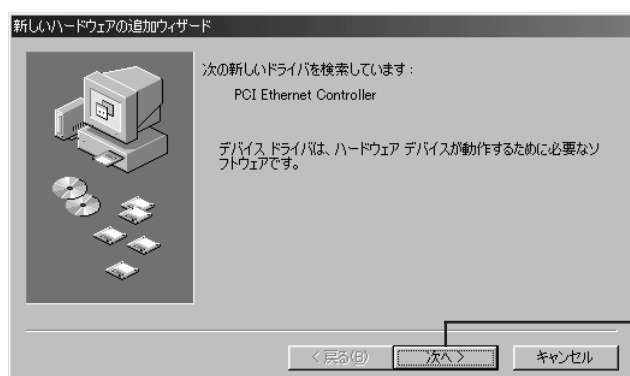 新しいハードウェアの追加ウィザード
次の新しいドライバを検索しています：
PCI Ethernet Controller
デバイス ドライバは、ハードウェア デバイスが動作するために必要なソ
フトウェアです。
< 戻る(B)
次へ >
キャンセル